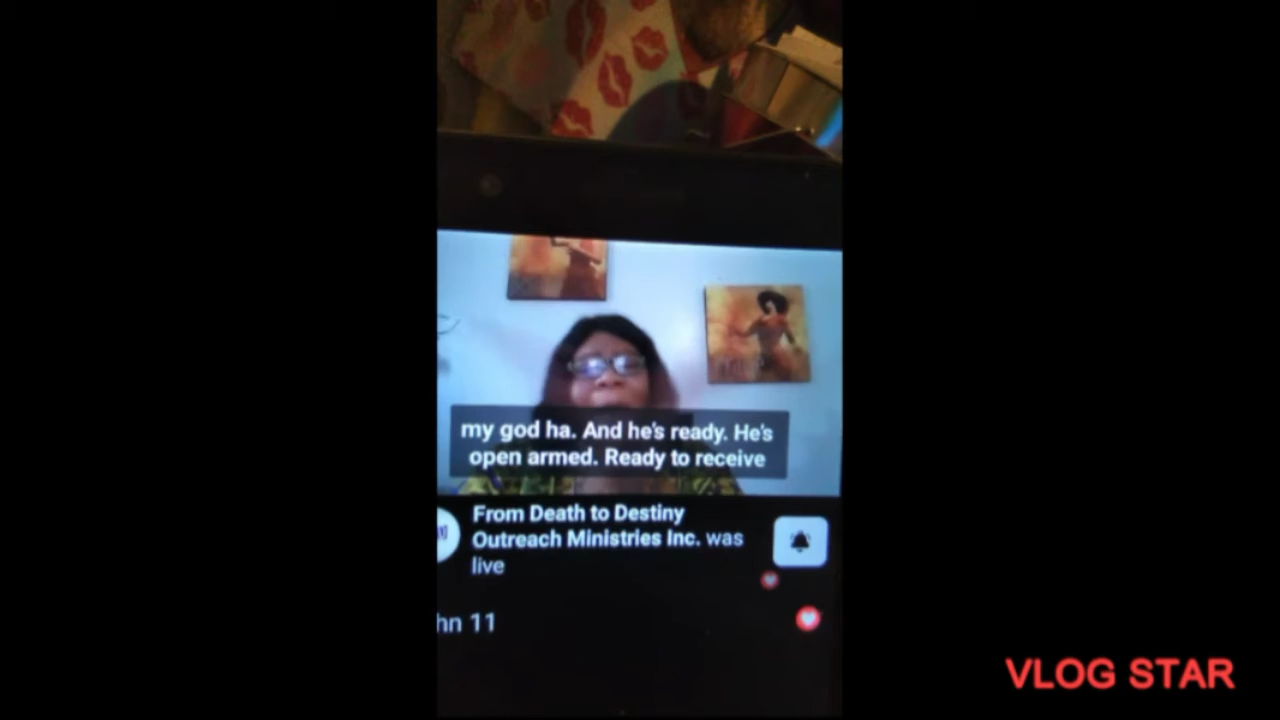 my god ha. And he's ready. He's
open armed. Ready to receive
From Death to Destiny
Outreach Ministries Inc. was
live
hn 11
VLOG STAR